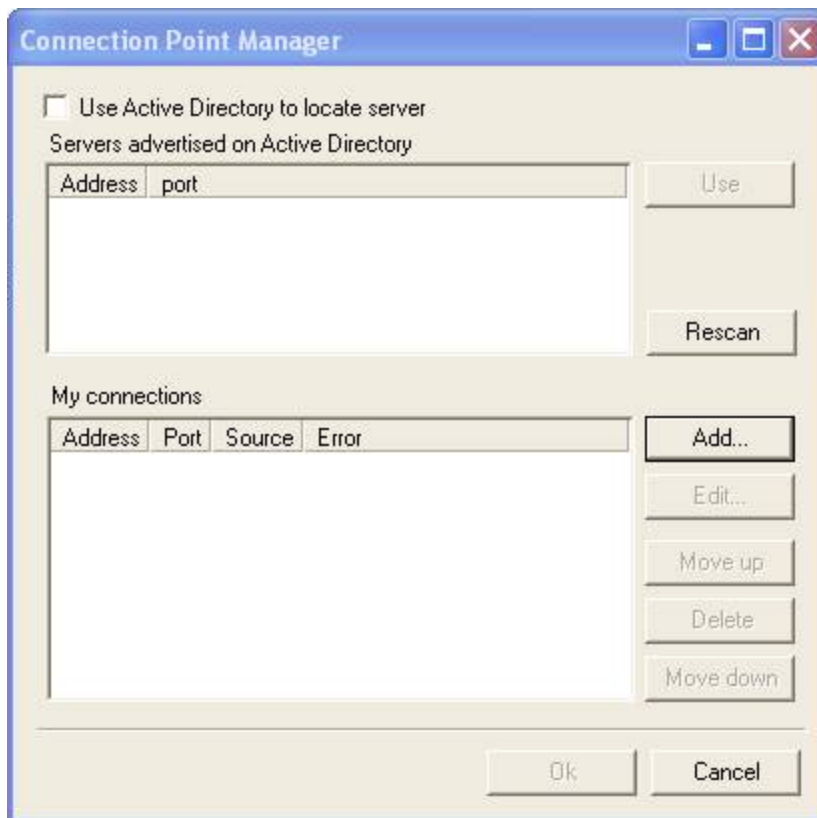 Connection Point Manager
Use Active Directory to locate server
Servers advertised on Active Directory
Address port
Use
Rescan
My connections
Address Port Source Error
Add...
Edit...
Move up
Delete
Move down
Ok Cancel